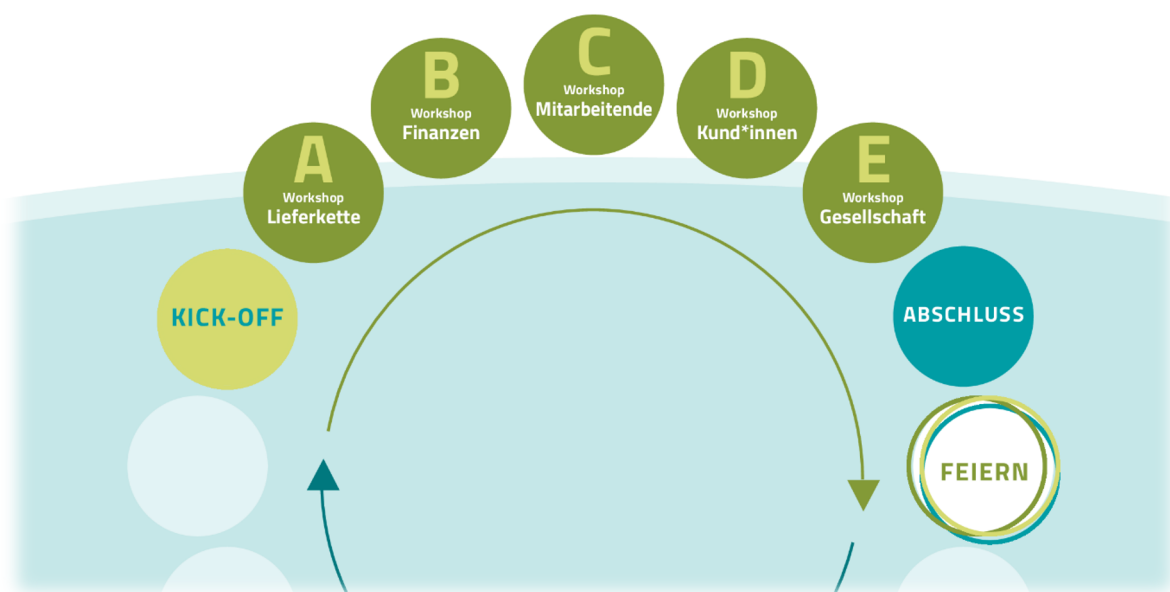 KICK-OFF
A
Workshop
Lieferkette
B
Workshop
Finanzen
C
Workshop
Mitarbeitende
D
Workshop
Kund*innen
E
Workshop
Gesellschaft
ABSCHLUSS
FEIERN